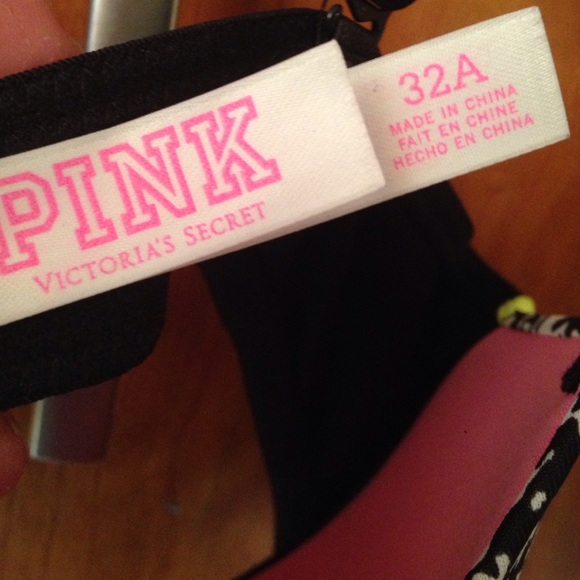 PINK
VICTORIA'S SECRET
32A
MADE IN CHINA
FAIT EN CHINE
HECHO EN CHINA